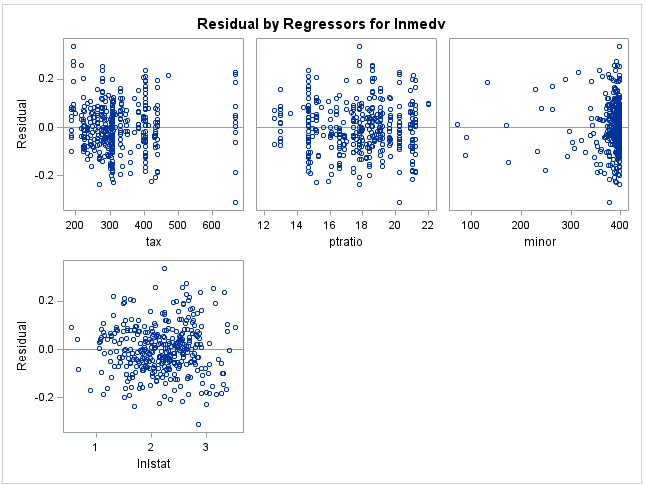 Residual by Regressors for lnmedv
Residual
0.2
0.0
-0.2
200 300 400 500 600
tax
12 14 16 18 20 22
ptratio
100 200 300 400
minor
Residual
0.2
0.0
-0.2
1 2 3
lnlstat